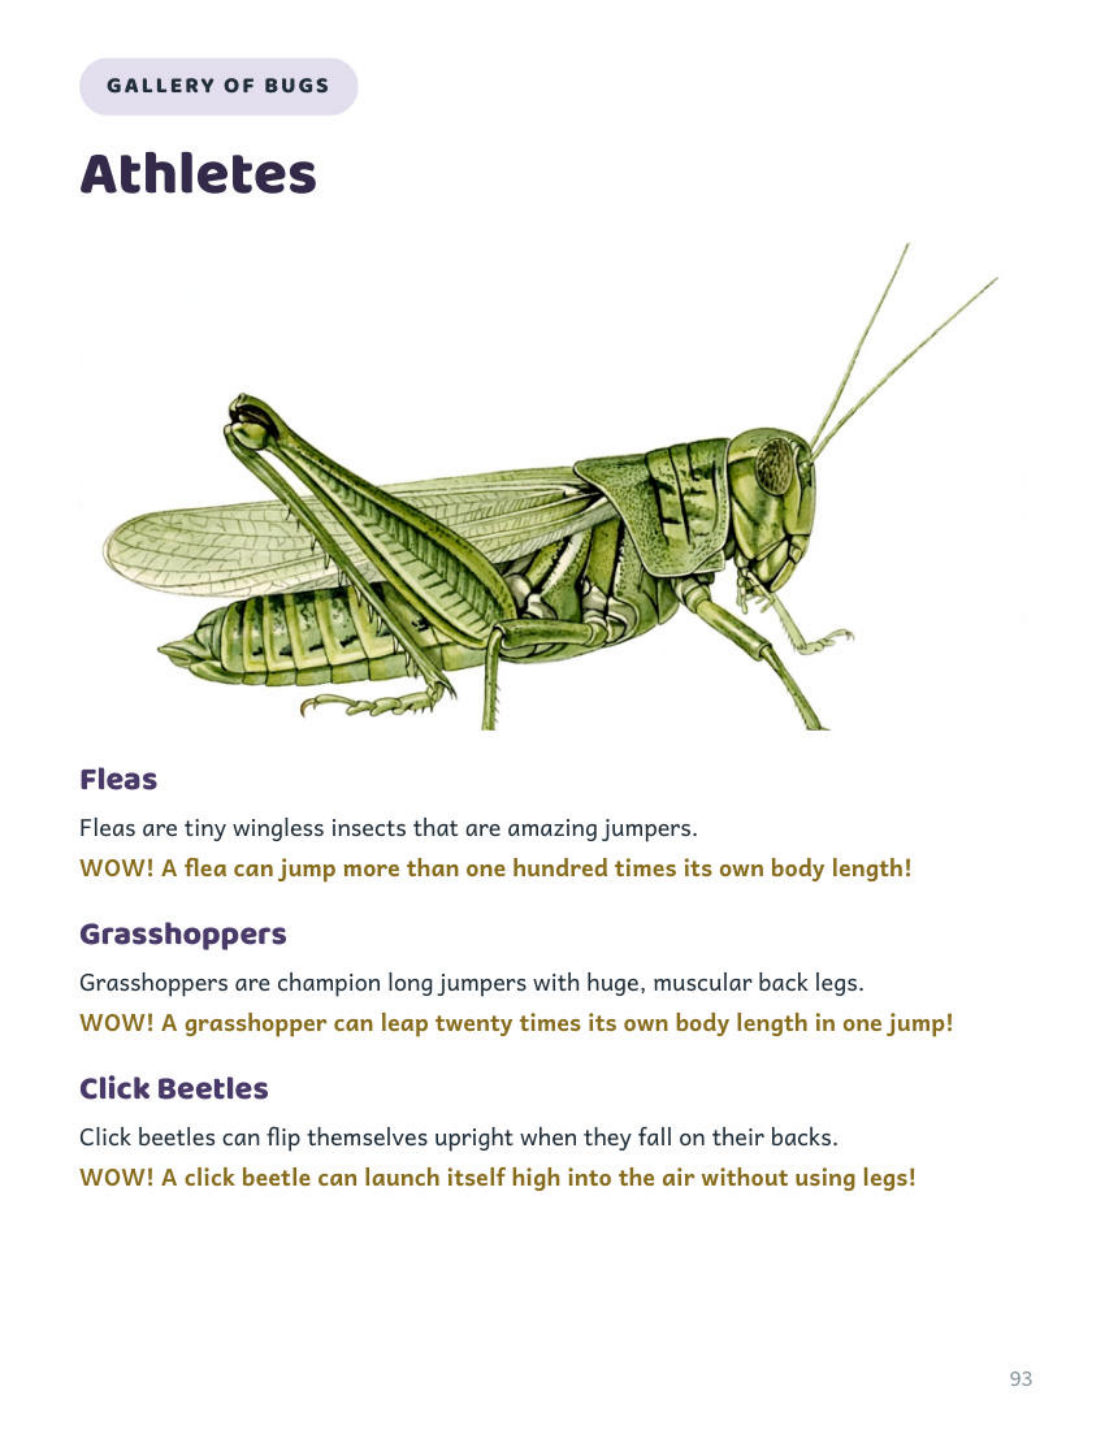 GALLERY OF BUGS
Athletes
Fleas
Fleas are tiny wingless insects that are amazing jumpers.
WOW! A flea can jump more than one hundred times its own body length!
Grasshoppers
Grasshoppers are champion long jumpers with huge, muscular back legs.
WOW! A grasshopper can leap twenty times its own body length in one jump!
Click Beetles
Click beetles can flip themselves upright when they fall on their backs.
WOW! A click beetle can launch itself high into the air without using legs!
93